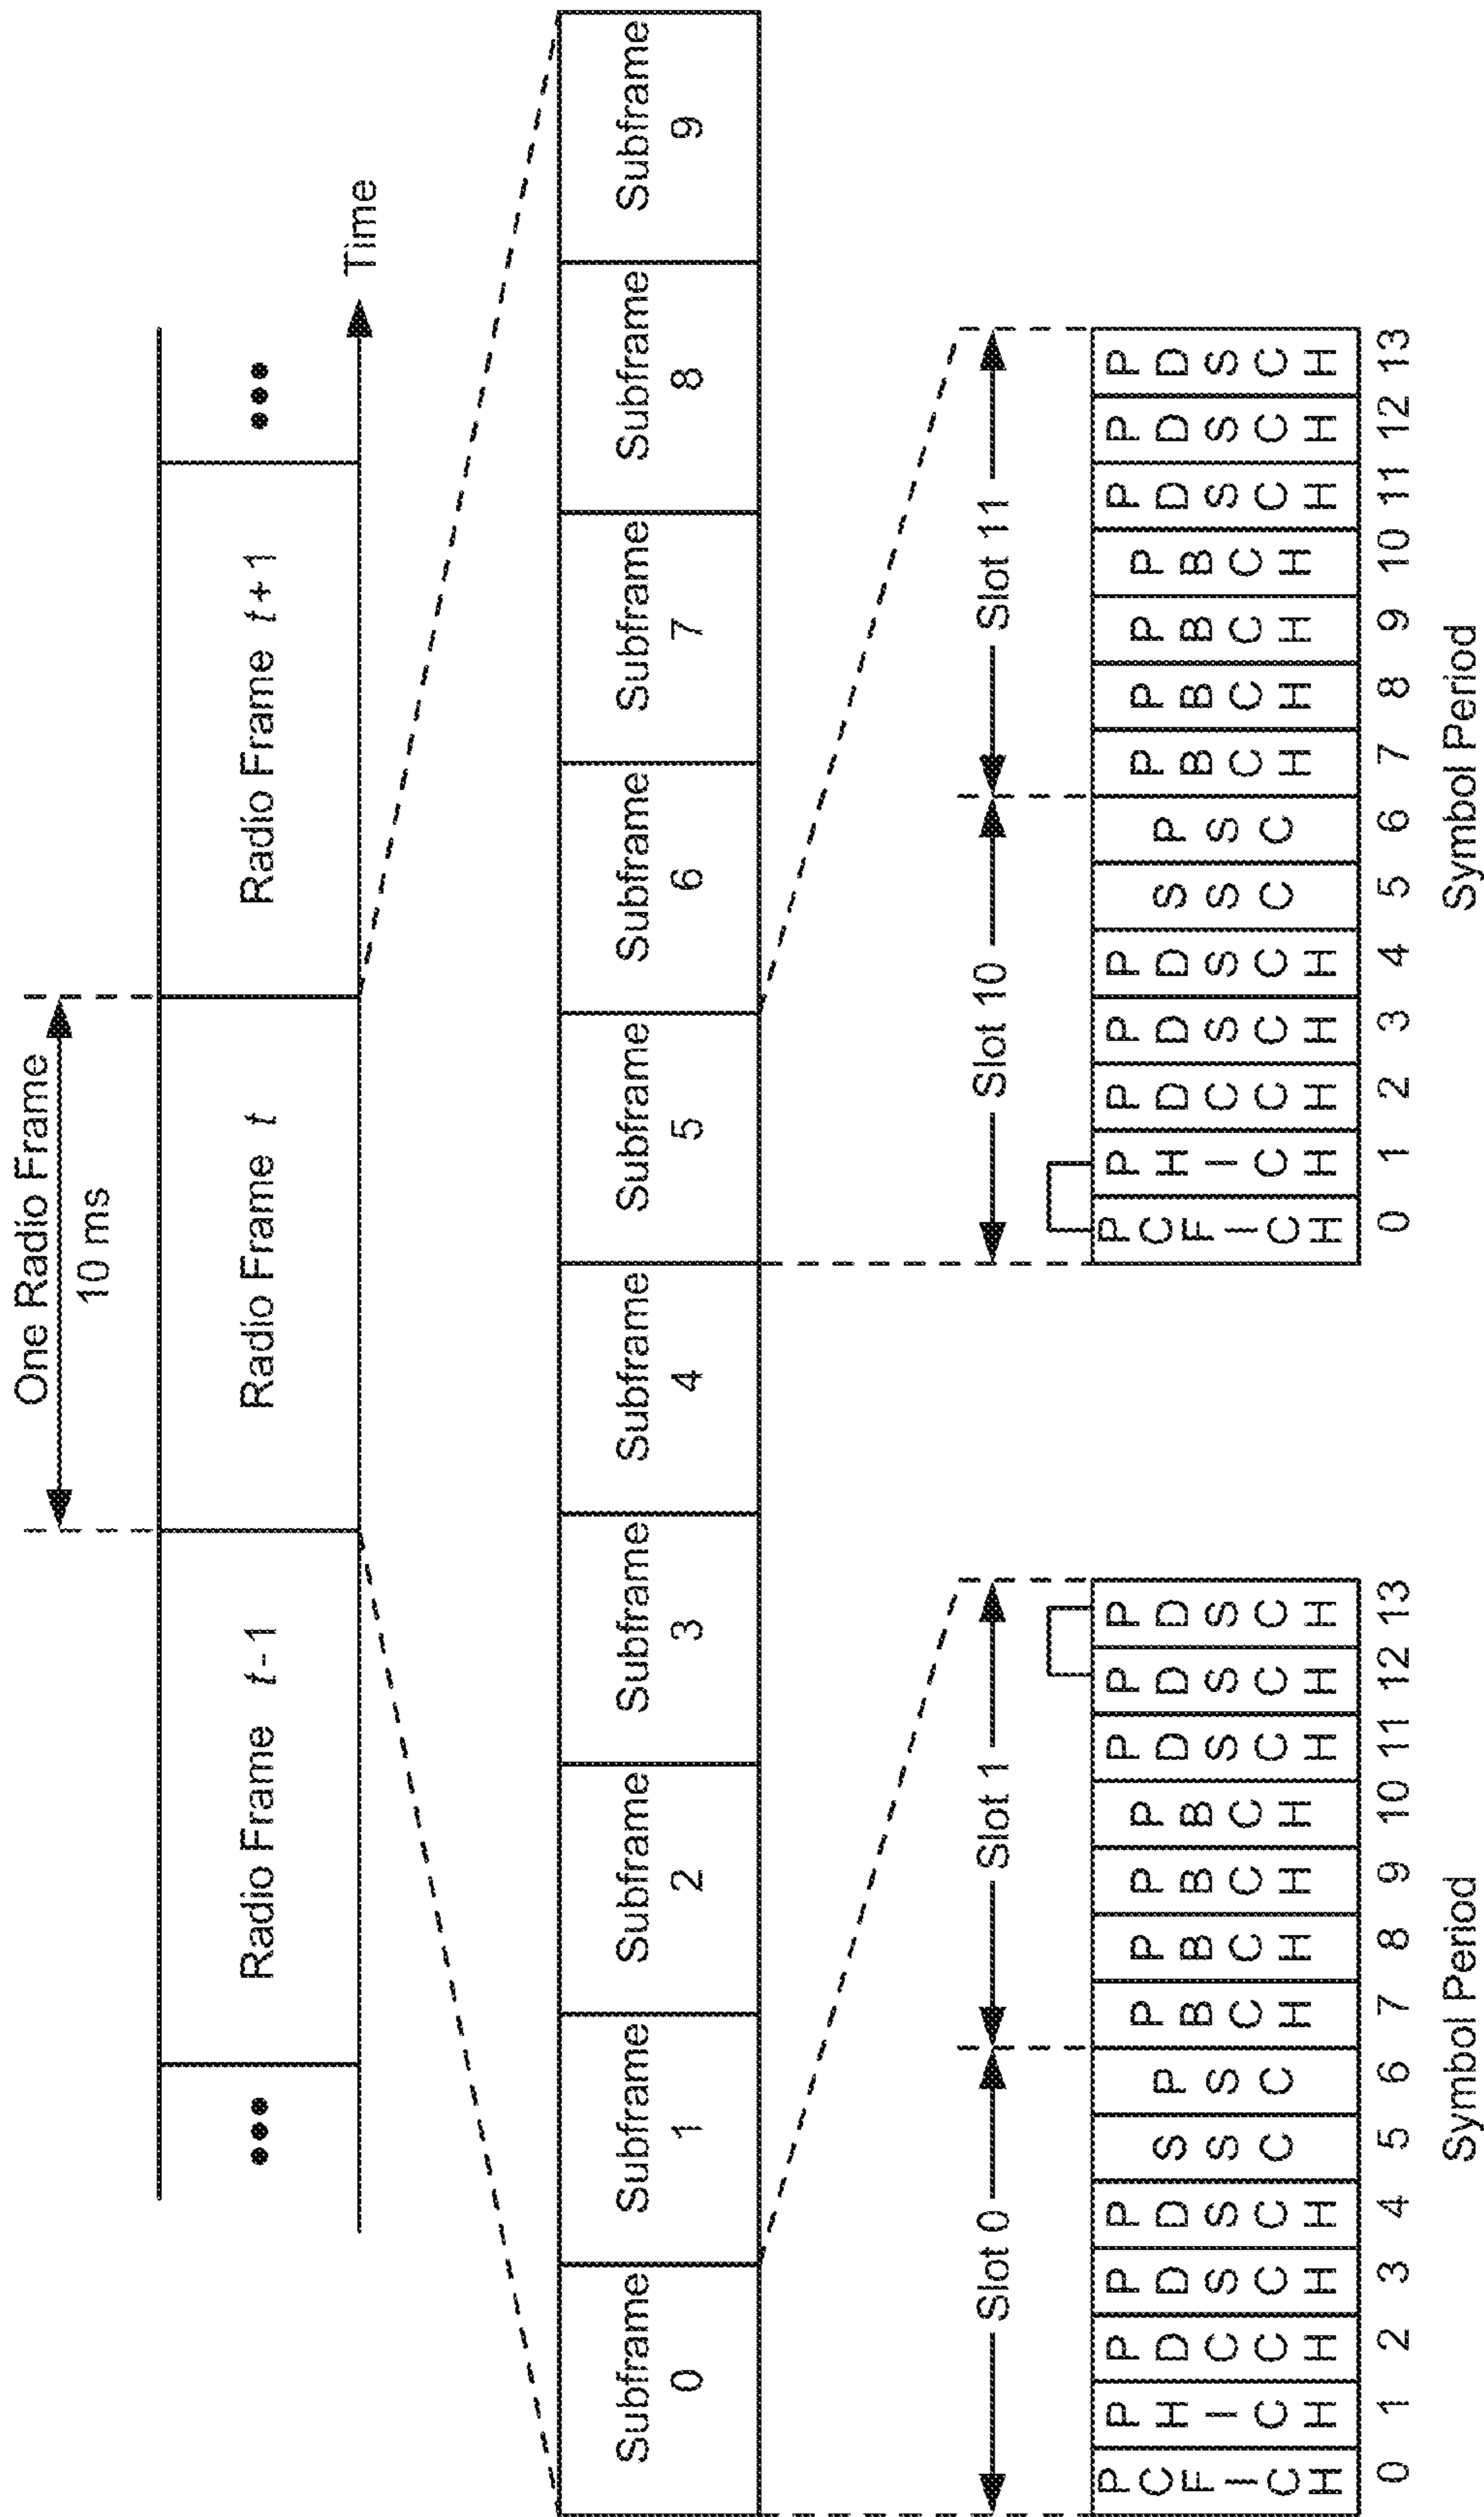 One Radio Frame
10 ms
•••
Radio Frame t-1
Radio Frame t
Radio Frame t+1
•••
Time
Subframe
0
Subframe
1
Subframe
2
Subframe
3
Subframe
4
Subframe
5
Subframe
6
Subframe
7
Subframe
8
Subframe
9
Slot 0
Slot 1
PCFICH
PHICH
PDCCH
PDSCH
PDSCH
SSC
PSC
PBCH
PBCH
PBCH
PBCH
PDSCH
PDSCH
PDSCH
0 1 2 3 4 5 6 7 8 9 10 11 12 13
Symbol Period
Slot 10
Slot 11
PCFICH
PHICH
PDCCH
PDSCH
PDSCH
SSC
PSC
PBCH
PBCH
PBCH
PBCH
PDSCH
PDSCH
PDSCH
0 1 2 3 4 5 6 7 8 9 10 11 12 13
Symbol Period